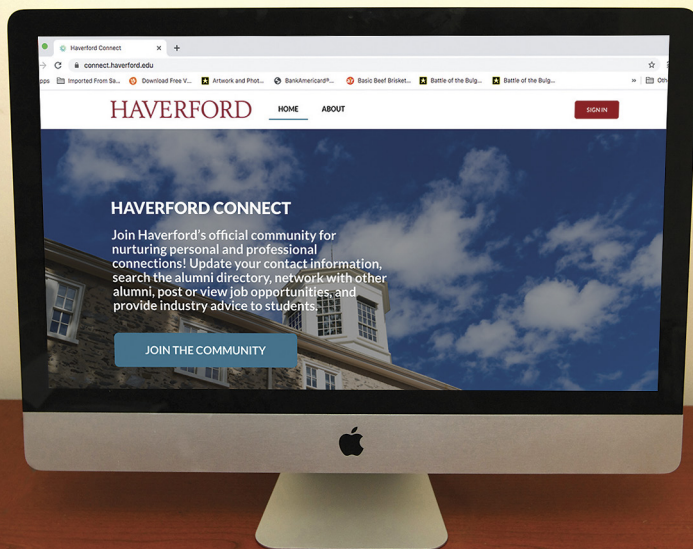 Haverford Connect
connect.haverford.edu
Imported From Sa... Download Free V... Artwork and Phot... BankAmericard®... Basic Beef Brisket... Battle of the Bulg... Battle of the Bulg... » Oth
HAVERFORD HOME ABOUT SIGN IN
HAVERFORD CONNECT
Join Haverford's official community for
nurturing personal and professional
connections! Update your contact information,
search the alumni directory, network with other
alumni, post or view job opportunities, and
provide industry advice to students.
JOIN THE COMMUNITY